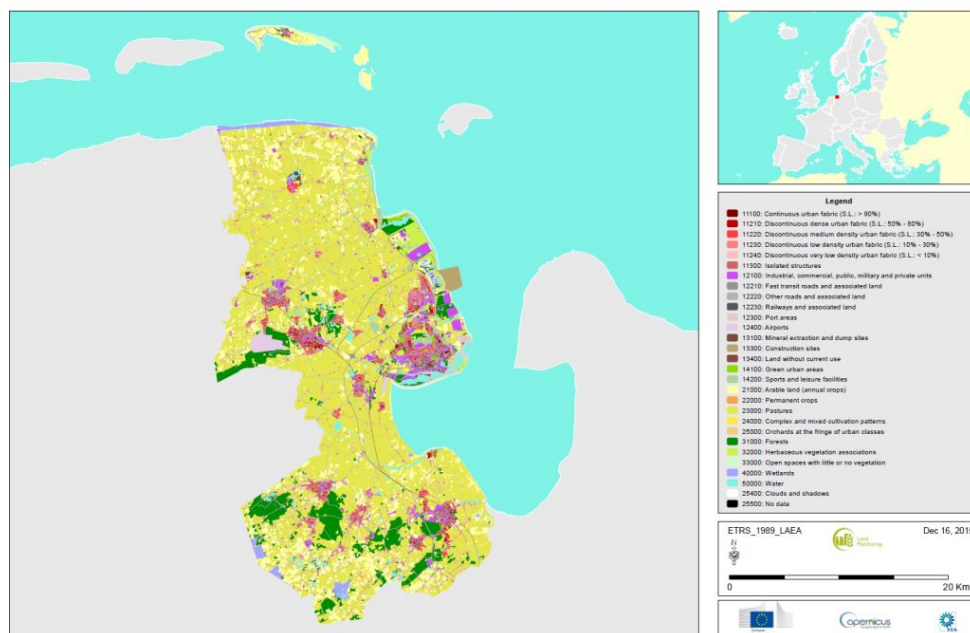 Legend
11100: Continuous urban fabric (S.L.: > 80%)
11210: Discontinuous dense urban fabric (S.L.: 50% - 80%)
11220: Discontinuous medium density urban fabric (S.L.: 30% - 50%)
11230: Discontinuous low density urban fabric (S.L.: 10% - 30%)
11240: Discontinuous very low density urban fabric (S.L.: < 10%)
11300: Isolated structures
12100: Industrial, commercial, public, military and private units
12210: Fast transit roads and associated land
12220: Other roads and associated land
12230: Railways and associated land
12300: Port areas
12400: Airports
13100: Mineral extraction and dump sites
13300: Construction sites
13400: Land without current use
14100: Green urban areas
14200: Sports and leisure facilities
21000: Arable land (annual crops)
22000: Permanent crops
23000: Pastures
24000: Complex and mixed cultivation patterns
25000: Orchards at the fringe of urban classes
31000: Forests
32000: Herbaceous vegetation associations
33000: Open spaces with little or no vegetation
40000: Wetlands
50000: Water
25400: Clouds and shadows
25500: No data
ETRS_1989_LAEA
Land
Monitoring
Dec 16, 2015
N
0
20 Km
Copernicus
EEA